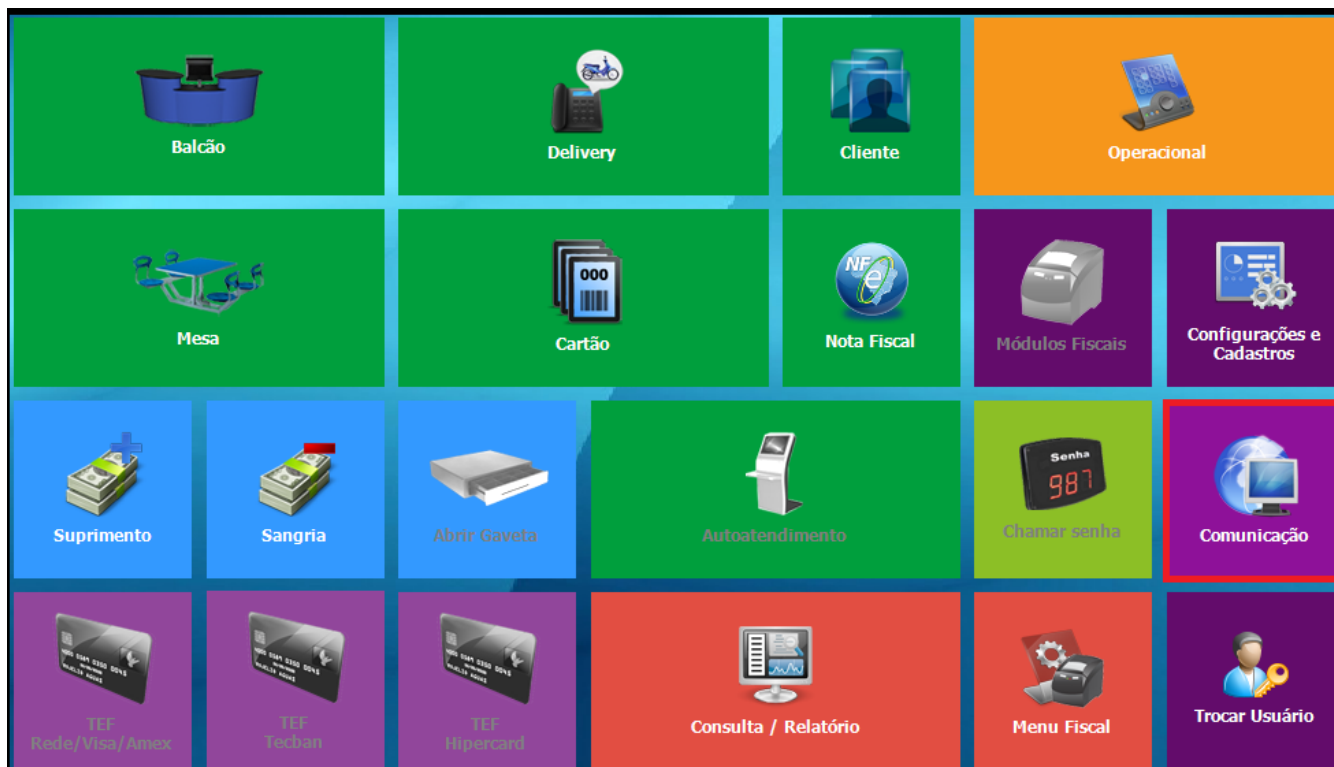 Balcão
Delivery
Cliente
Operacional
Mesa
000
Cartão
NF
e
Nota Fiscal
Módulos Fiscais
Configurações e
Cadastros
Suprimento
Sangria
Abrir Gaveta
Autoatendimento
Senha
987
Chamar senha
Comunicação
TEF
Rede/Visa/Amex
TEF
Tecban
TEF
Hipercard
Consulta / Relatório
Menu Fiscal
Trocar Usuário